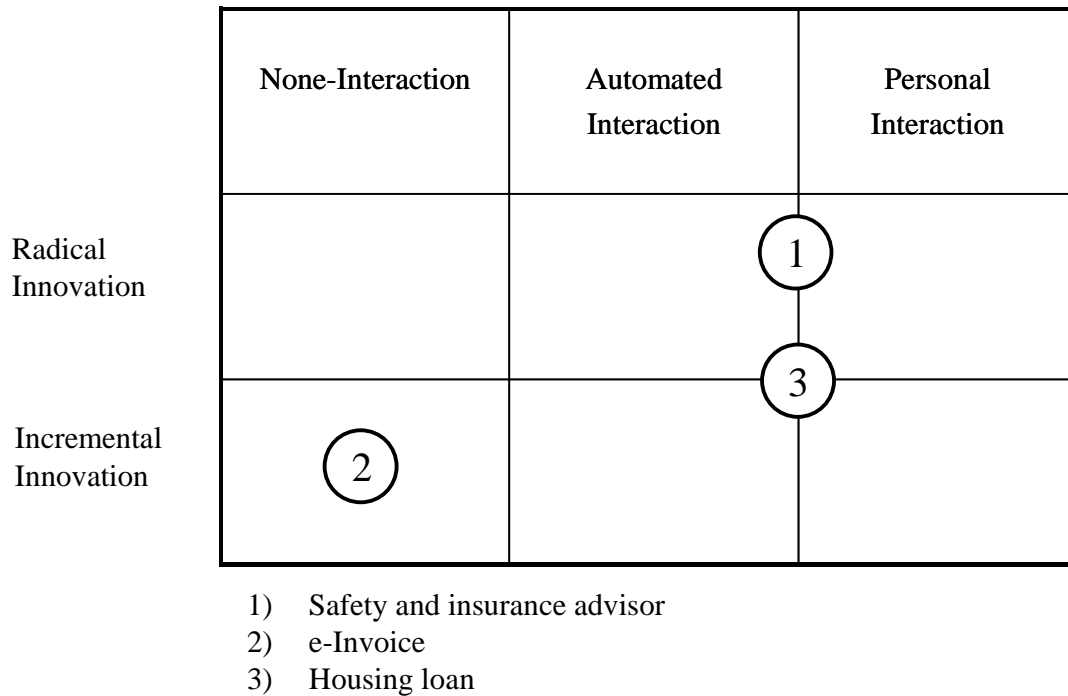 None-Interaction
Automated
Interaction
Personal
Interaction
Radical
Innovation
1
3
Incremental
Innovation
2
1) Safety and insurance advisor
2) e-Invoice
3) Housing loan